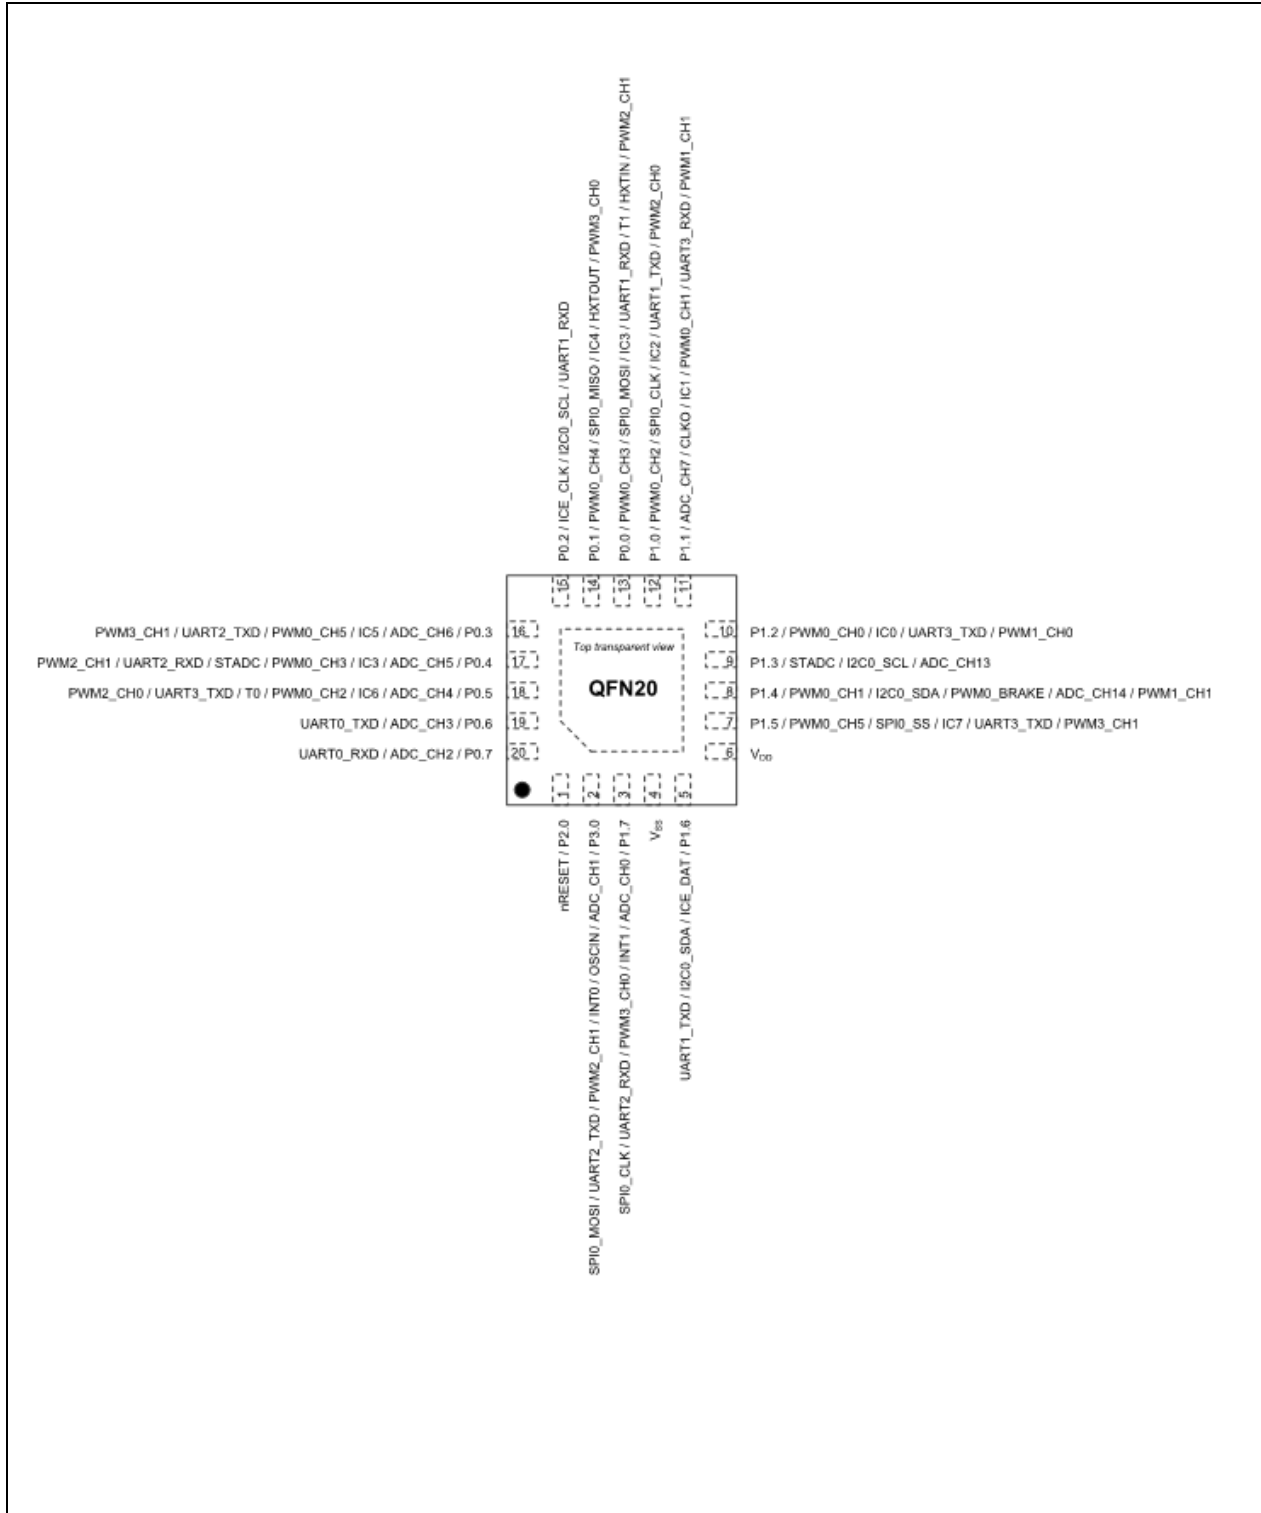 P0.2 / ICE_CLK / I2C0_SCL / UART1_RXD
P0.1 / PWM0_CH4 / SPI0_MISO / IC4 / HXTOUT / PWM3_CH0
P0.0 / PWM0_CH3 / SPI0_MOSI / IC3 / UART1_RXD / T1 / HXTIN / PWM2_CH1
P1.0 / PWM0_CH2 / SPI0_CLK / IC2 / UART1_TXD / PWM2_CH0
P1.1 / ADC_CH7 / CLKO / IC1 / PWM0_CH1 / UART3_RXD / PWM1_CH1
15
14
13
12
11
PWM3_CH1 / UART2_TXD / PWM0_CH5 / IC5 / ADC_CH6 / P0.3
16
PWM2_CH1 / UART2_RXD / STADC / PWM0_CH3 / IC3 / ADC_CH5 / P0.4
17
PWM2_CH0 / UART3_TXD / T0 / PWM0_CH2 / IC6 / ADC_CH4 / P0.5
18
UART0_TXD / ADC_CH3 / P0.6
19
UART0_RXD / ADC_CH2 / P0.7
20
Top transparent view
QFN20
10
P1.2 / PWM0_CH0 / IC0 / UART3_TXD / PWM1_CH0
9
P1.3 / STADC / I2C0_SCL / ADC_CH13
8
P1.4 / PWM0_CH1 / I2C0_SDA / PWM0_BRAKE / ADC_CH14 / PWM1_CH1
7
P1.5 / PWM0_CH5 / SPI0_SS / IC7 / UART3_TXD / PWM3_CH1
6
VDD
1
2
3
4
5
nRESET / P2.0
SPI0_MOSI / UART2_TXD / PWM2_CH1 / INT0 / OSCIN / ADC_CH1 / P3.0
SPI0_CLK / UART2_RXD / PWM3_CH0 / INT1 / ADC_CH0 / P1.7
VSS
UART1_TXD / I2C0_SDA / ICE_DAT / P1.6